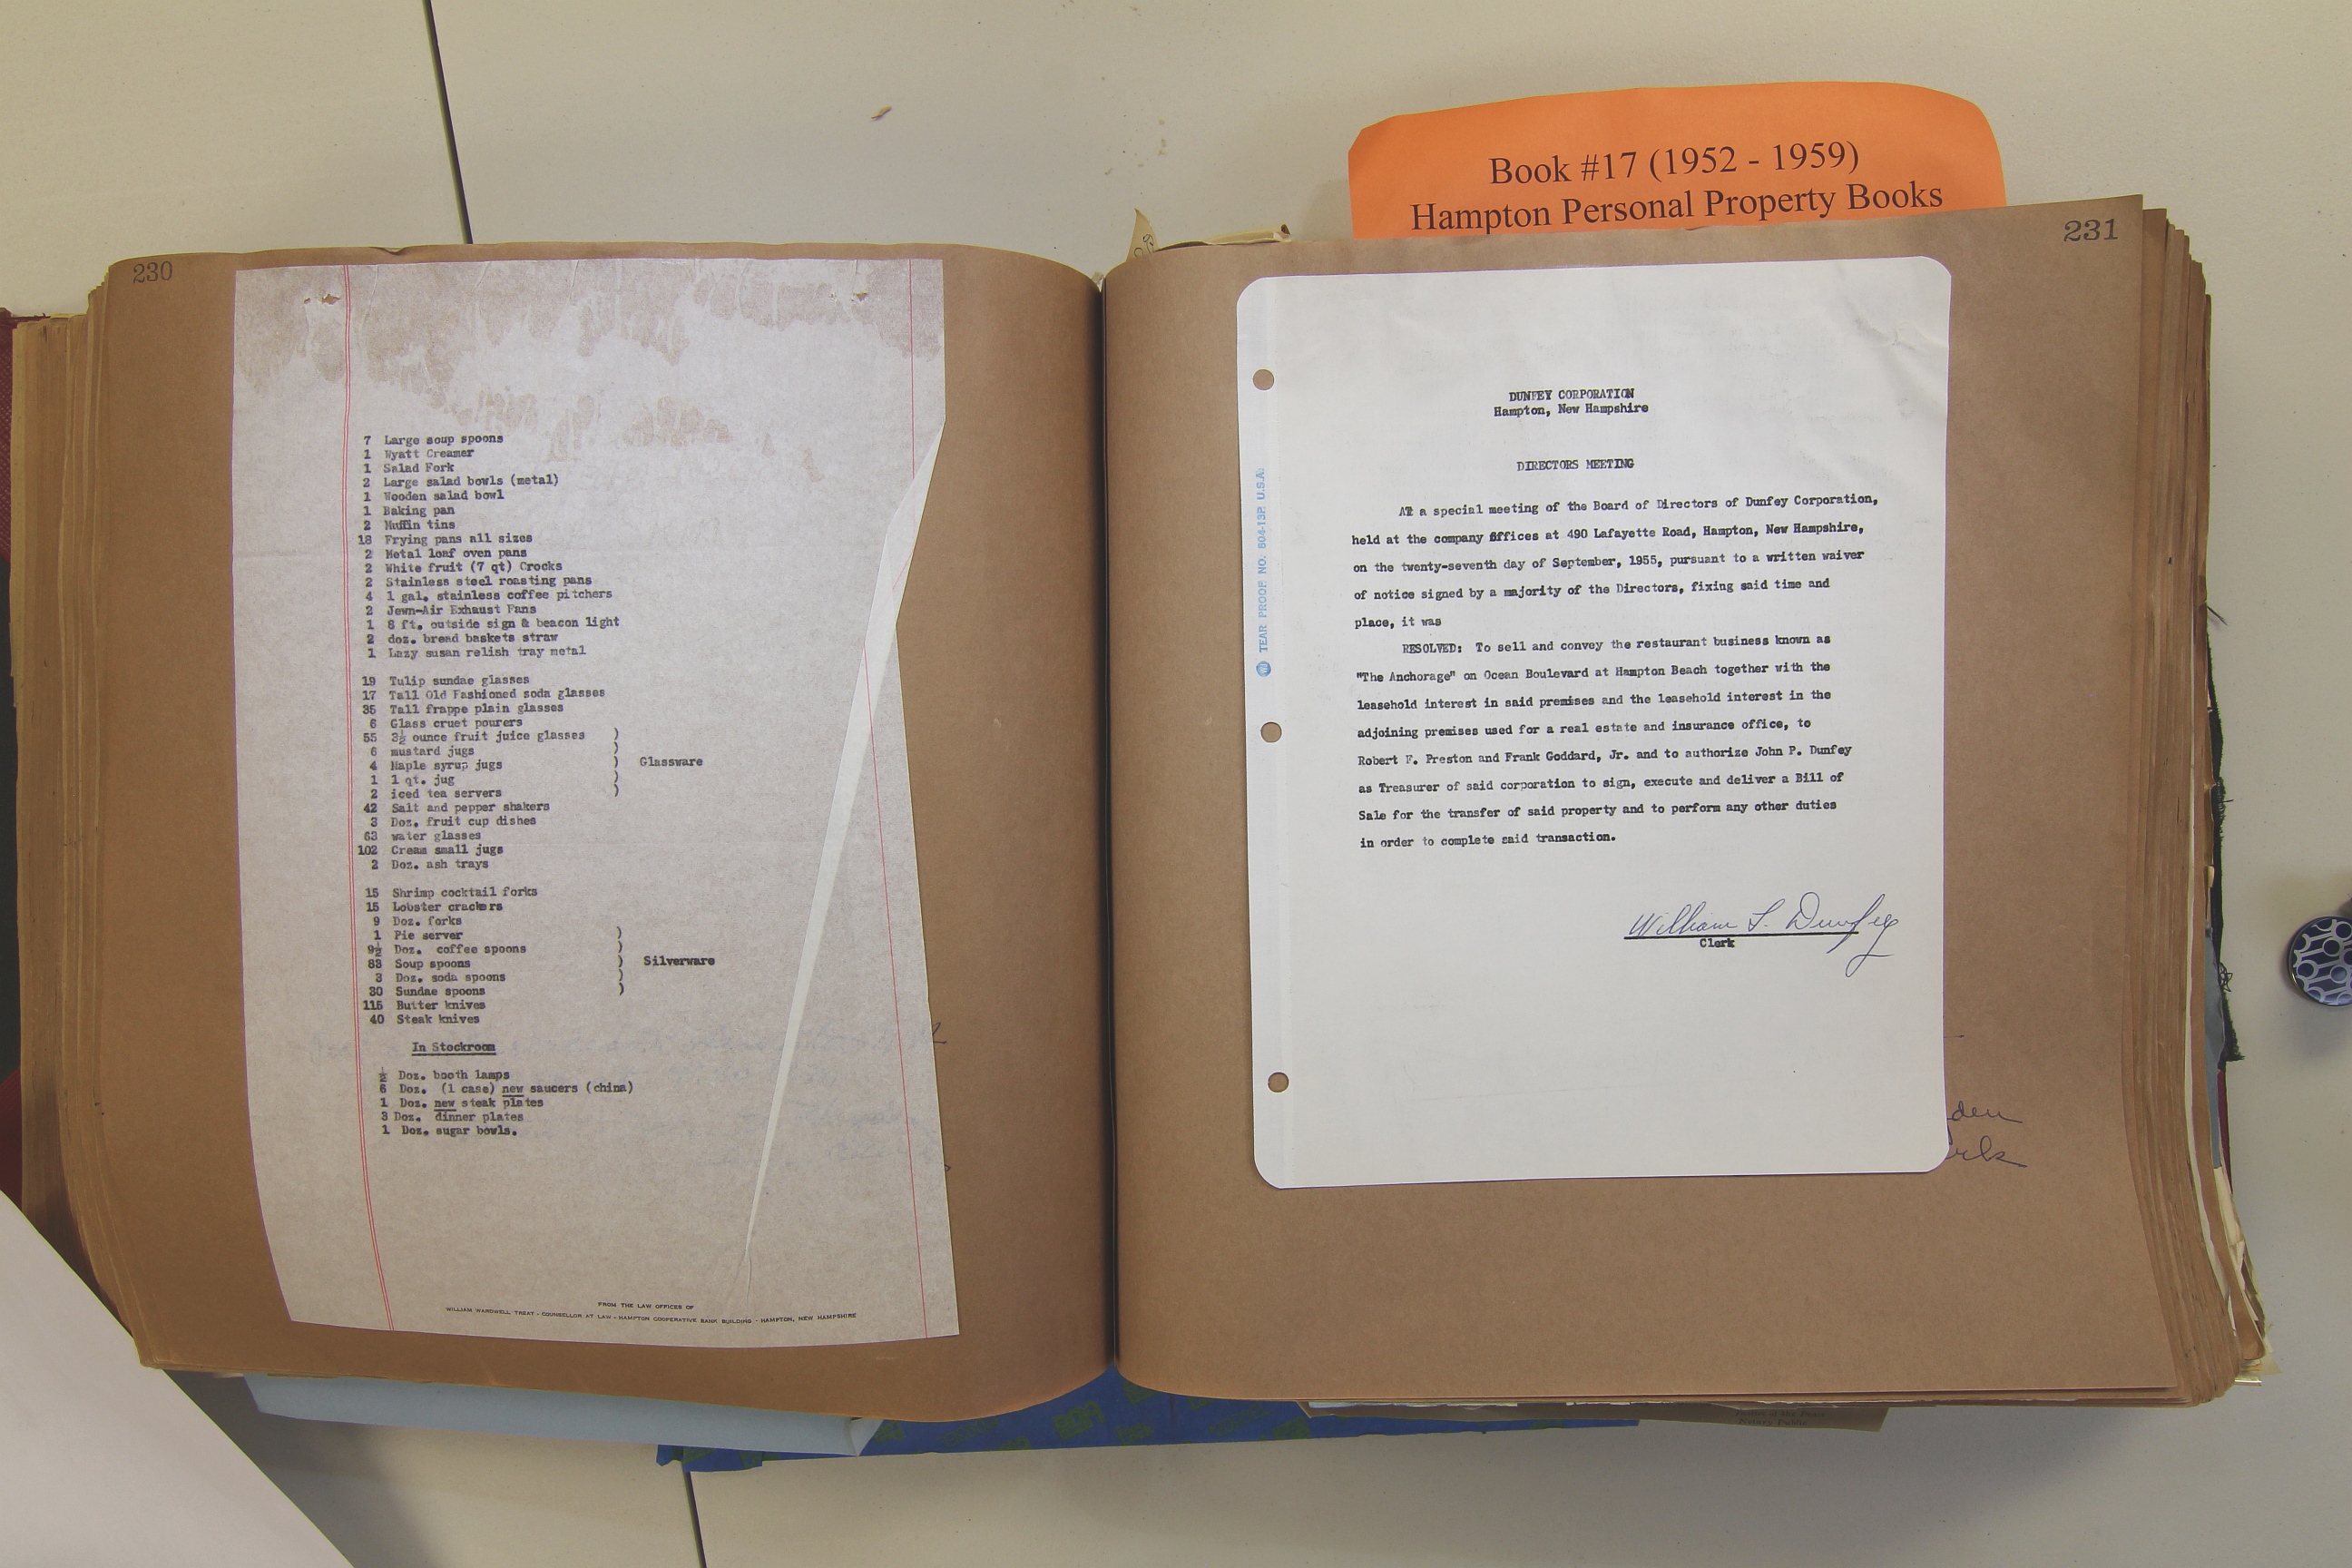 Book #17 (1952 - 1959)
Hampton Personal Property Books
230
7 Large soup spoons
1 Wyatt Creamer
1 Salad Fork
2 Large salad bowls (metal)
1 Wooden salad bowl
1 Baking pan
2 Muffin tins
18 Frying pans all sizes
2 Metal loaf oven pans
2 White fruit (7 qt) Crocks
2 Stainless steel roasting pans
4 1 gal. stainless coffee pitchers
2 Jewn-Air Exhaust Fans
1 8 ft. outside sign & beacon light
2 doz. bread baskets straw
1 Lazy susan relish tray metal
19 Tulip sundae glasses
17 Tall Old Fashioned soda glasses
35 Tall frappe plain glasses
6 Glass cruet pourers
55 3½ ounce fruit juice glasses )
6 mustard jugs )
4 Maple syrup jugs ) Glassware
1 1 qt. jug )
2 iced tea servers )
42 Salt and pepper shakers
3 Doz. fruit cup dishes
63 water glasses
102 Cream small jugs
2 Doz. ash trays
15 Shrimp cocktail forks
15 Lobster crackers
9 Doz. forks
1 Pie server )
9½ Doz. coffee spoons )
83 Soup spoons ) Silverware
3 Doz. soda spoons )
30 Sundae spoons )
115 Butter knives
40 Steak knives
In Stockroom
½ Doz. booth lamps
6 Doz. (1 case) new saucers (china)
1 Doz. new steak plates
3 Doz. dinner plates
1 Doz. sugar bowls.
FROM THE LAW OFFICES OF
WILLIAM WARDWELL TREAT - COUNSELLOR AT LAW - HAMPTON COOPERATIVE BANK BUILDING - HAMPTON, NEW HAMPSHIRE
231
TEAR PROOF NO. 604-13P. U.S.A.
DUNFEY CORPORATION
Hampton, New Hampshire
DIRECTORS MEETING
At a special meeting of the Board of Directors of Dunfey Corporation,
held at the company offices at 490 Lafayette Road, Hampton, New Hampshire,
on the twenty-seventh day of September, 1955, pursuant to a written waiver
of notice signed by a majority of the Directors, fixing said time and
place, it was
RESOLVED: To sell and convey the restaurant business known as
"The Anchorage" on Ocean Boulevard at Hampton Beach together with the
leasehold interest in said premises and the leasehold interest in the
adjoining premises used for a real estate and insurance office, to
Robert F. Preston and Frank Goddard, Jr. and to authorize John P. Dunfey
as Treasurer of said corporation to sign, execute and deliver a Bill of
Sale for the transfer of said property and to perform any other duties
in order to complete said transaction.
William L. Dunfey
Clerk
den